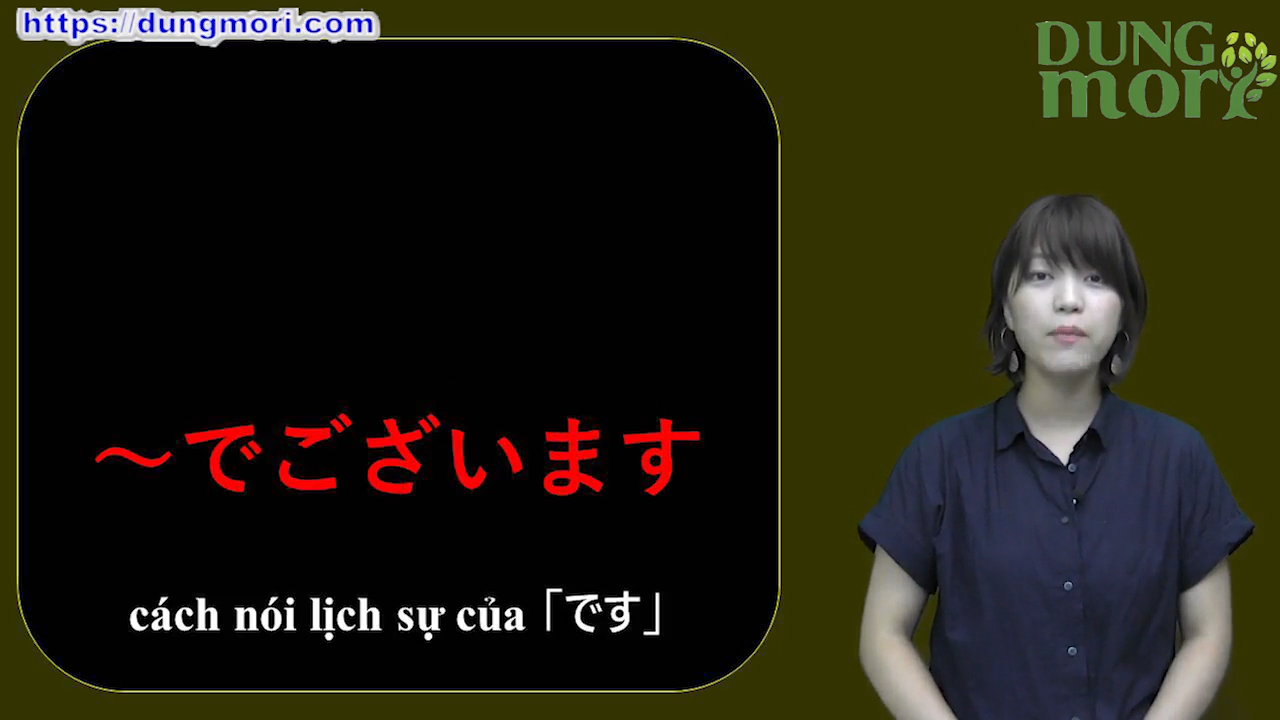 https://dungmori.com
DUNG
mori
～でございます
cách nói lịch sự của「です」